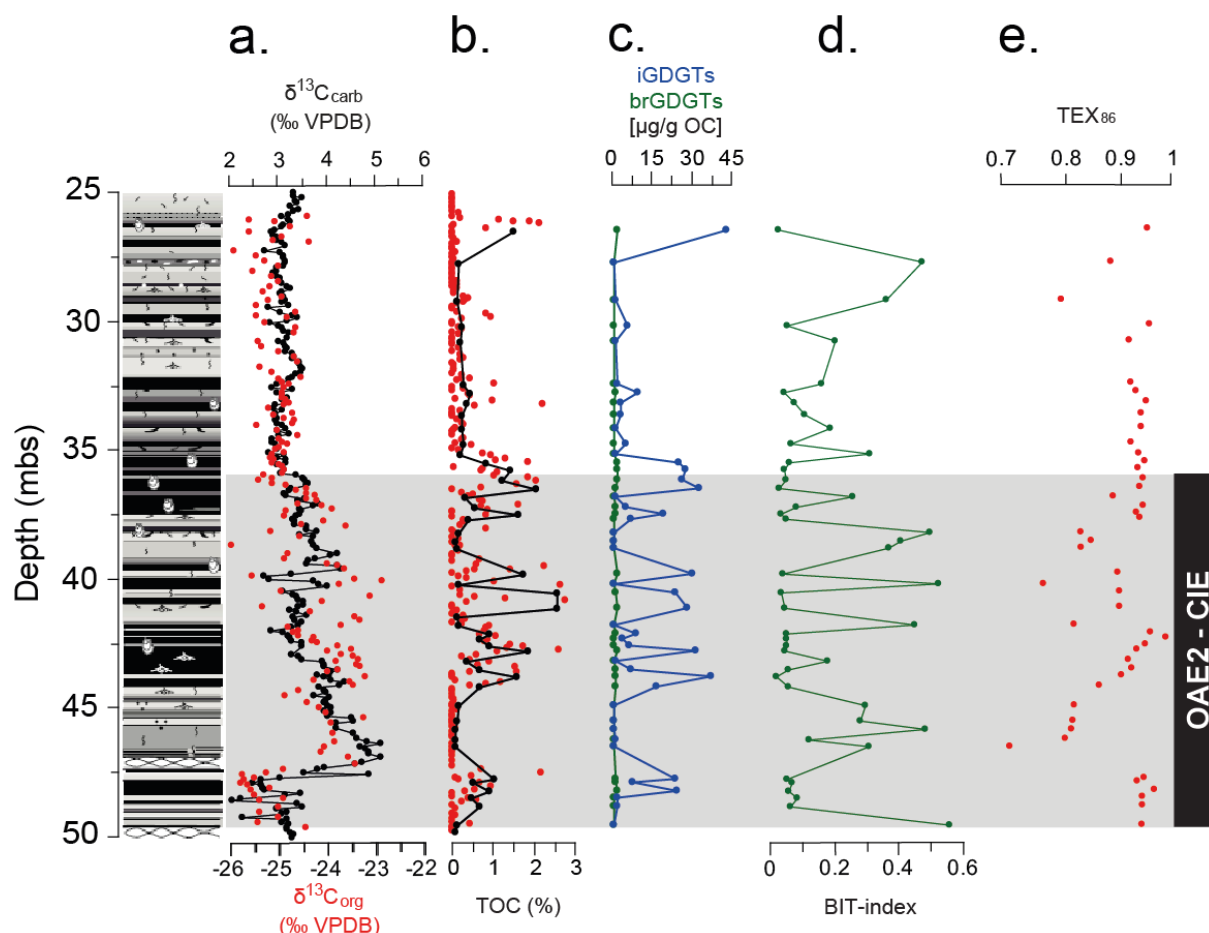 a.
b.
c.
d.
e.
δ13Ccarb
(‰ VPDB)
2 3 4 5 6
iGDGTs
brGDGTs
[µg/g OC]
0 15 30 45
TEX86
0.7 0.8 0.9 1
Depth (mbs)
25
30
35
40
45
50
OAE2 - CIE
-26 -25 -24 -23 -22
δ13Corg
(‰ VPDB)
0 1 2 3
TOC (%)
0 0.2 0.4 0.6
BIT-index